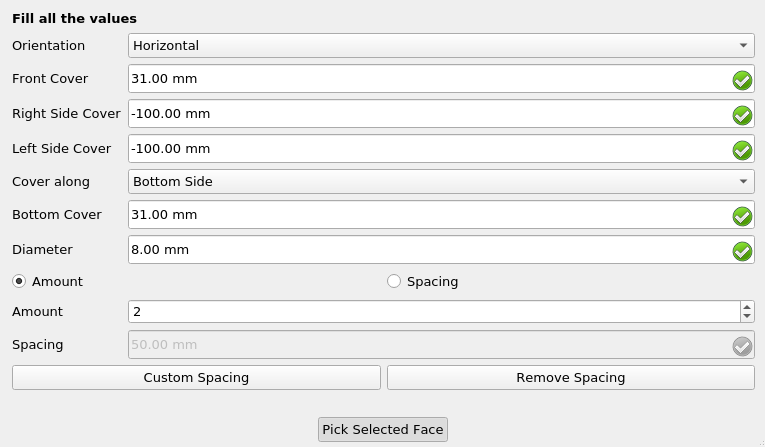 Fill all the values
Orientation Horizontal
Front Cover 31.00 mm
Right Side Cover -100.00 mm
Left Side Cover -100.00 mm
Cover along Bottom Side
Bottom Cover 31.00 mm
Diameter 8.00 mm
Amount Spacing
Amount 2
Spacing 50.00 mm
Custom Spacing Remove Spacing
Pick Selected Face